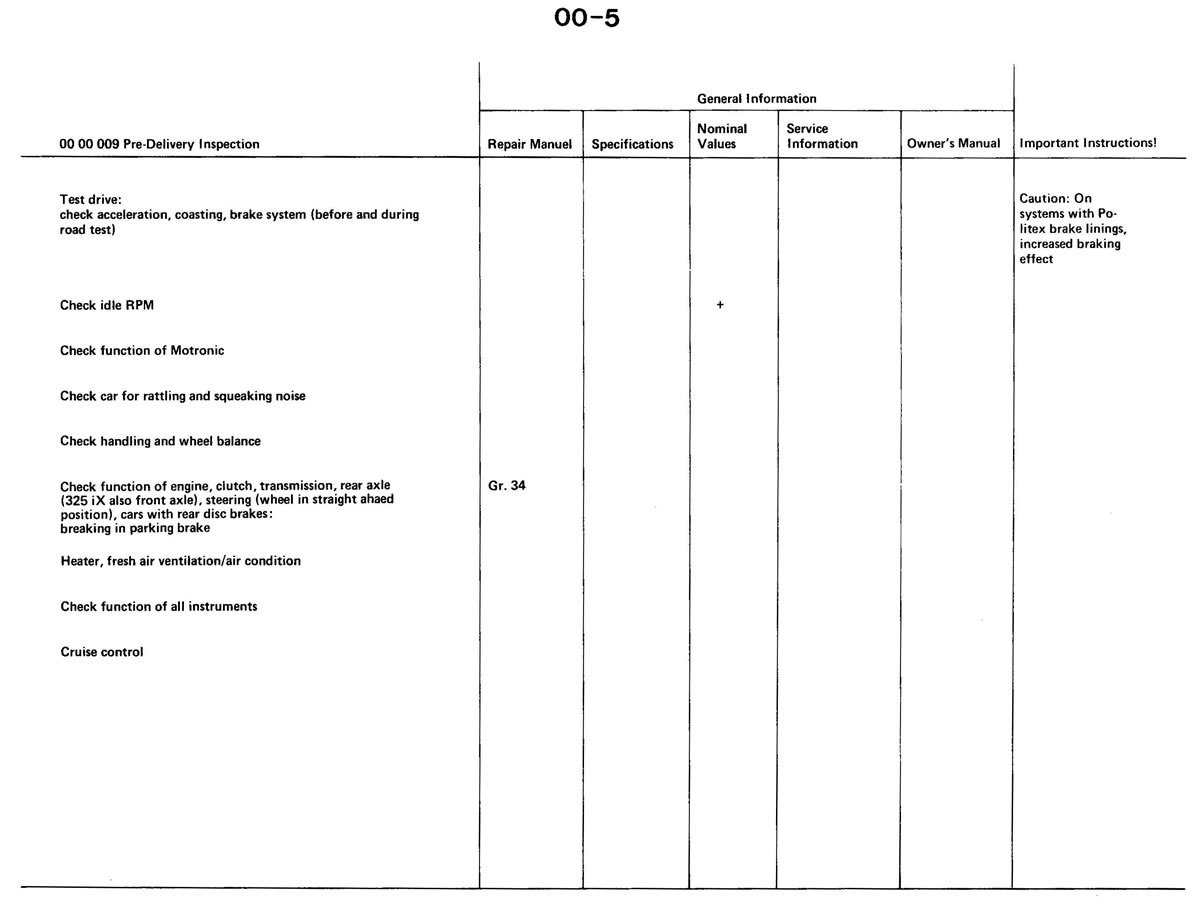 00-5
General Information
00 00 009 Pre-Delivery Inspection
Repair Manuel
Specifications
Nominal
Values
Service
Information
Owner's Manual
Important Instructions!
Test drive:
check acceleration, coasting, brake system (before and during
road test)
Caution: On
systems with Po-
litex brake linings,
increased braking
effect
Check idle RPM
+
Check function of Motronic
Check car for rattling and squeaking noise
Check handling and wheel balance
Check function of engine, clutch, transmission, rear axle
(325 iX also front axle), steering (wheel in straight ahaed
position), cars with rear disc brakes:
breaking in parking brake
Gr. 34
Heater, fresh air ventilation/air condition
Check function of all instruments
Cruise control